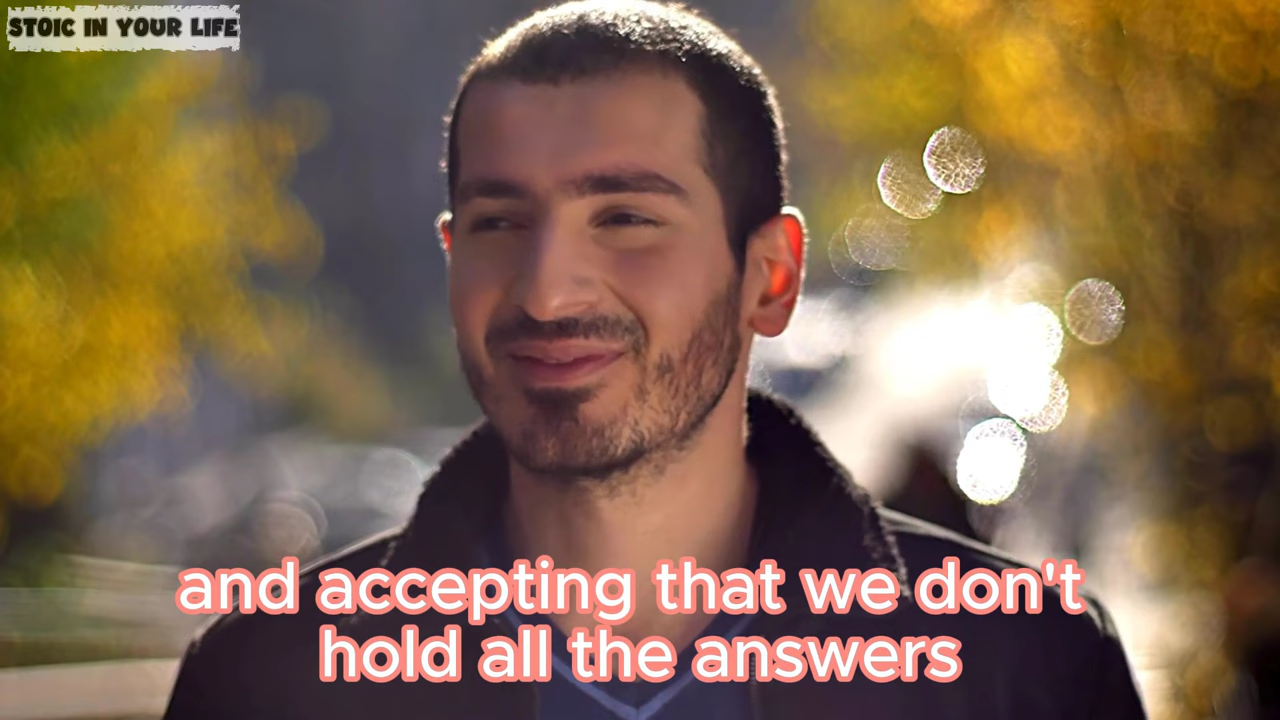 STOIC IN YOUR LIFE
and accepting that we don't
hold all the answers